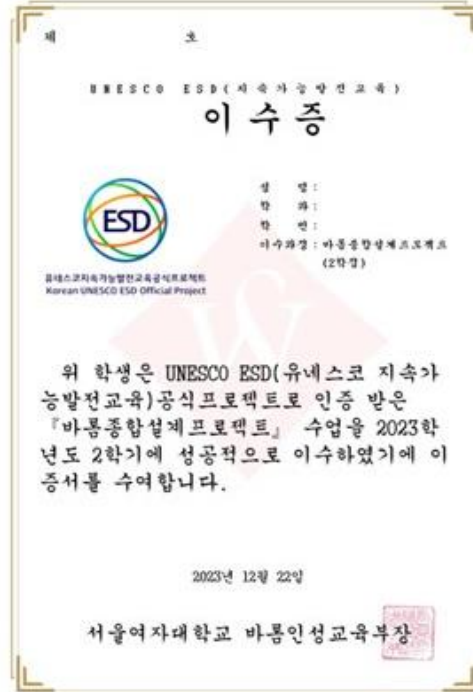 제 호
UNESCO ESD(지속가능발전교육)
이수증
ESD
유네스코지속가능발전교육공식프로젝트
Korean UNESCO ESD Official Project
성 명 :
학 과 :
학 번 :
이수과정 : 바롬종합설계프로젝트
(2학점)
위 학생은 UNESCO ESD(유네스코 지속가
능발전교육)공식프로젝트로 인증 받은
『바롬종합설계프로젝트』 수업을 2023학
년도 2학기에 성공적으로 이수하였기에 이
증서를 수여합니다.
2023년 12월 22일
서울여자대학교 바롬인성교육부장